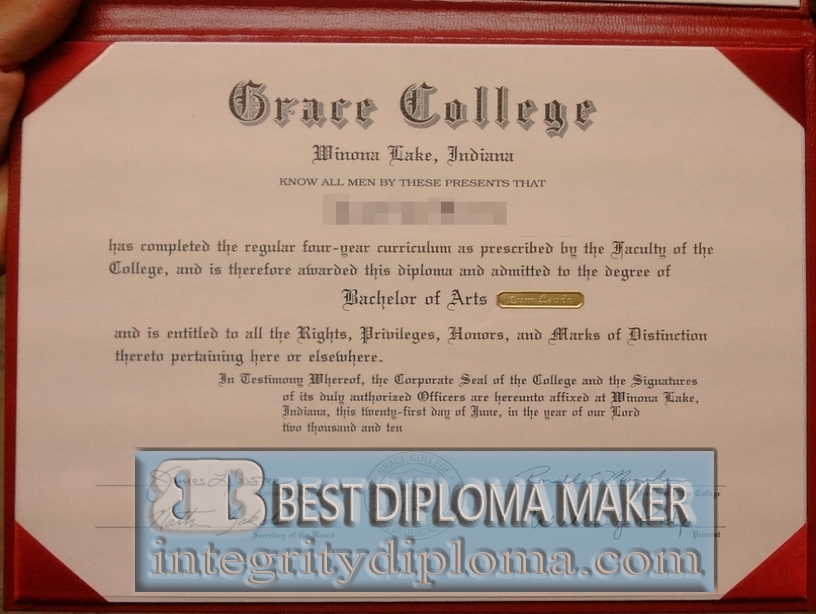 Grace College
Winona Lake, Indiana
KNOW ALL MEN BY THESE PRESENTS THAT
has completed the regular four-year curriculum as prescribed by the Faculty of the
College, and is therefore awarded this diploma and admitted to the degree of
Bachelor of Arts Cum Laude
and is entitled to all the Rights, Privileges, Honors, and Marks of Distinction
thereto pertaining here or elsewhere.
In Testimony Whereof, the Corporate Seal of the College and the Signatures
of its duly authorized Officers are hereunto affixed at Winona Lake,
Indiana, this twenty-first day of June, in the year of our Lord
two thousand and ten
GRACE COLLEGE
College
BEST DIPLOMA MAKER
Secretary of the Board
Provost
integritydiploma.com